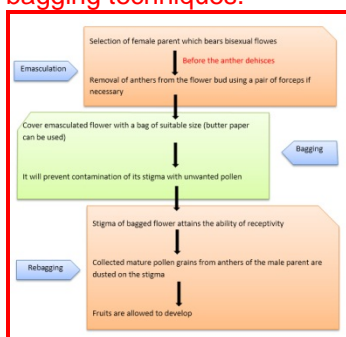 bagging techniques.
Selection of female parent which bears bisexual flowes
Emasculation
Before the anther dehisces
Removal of anthers from the flower bud using a pair of forceps if
necessary
Cover emasculated flower with a bag of suitable size (butter paper
can be used)
Bagging
It will prevent contamination of its stigma with unwanted pollen
Stigma of bagged flower attains the ability of receptivity
Rebagging
Collected mature pollen grains from anthers of the male parent are
dusted on the stigma
Fruits are allowed to develop